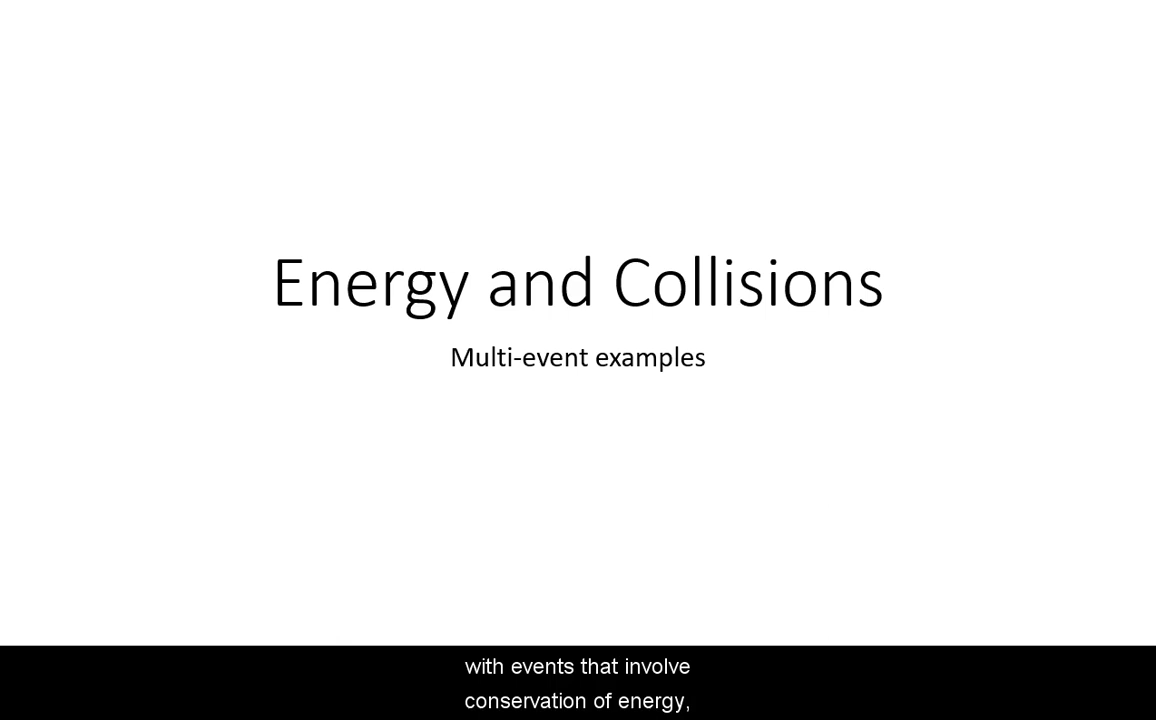 Energy and Collisions
Multi-event examples
with events that involve
conservation of energy,